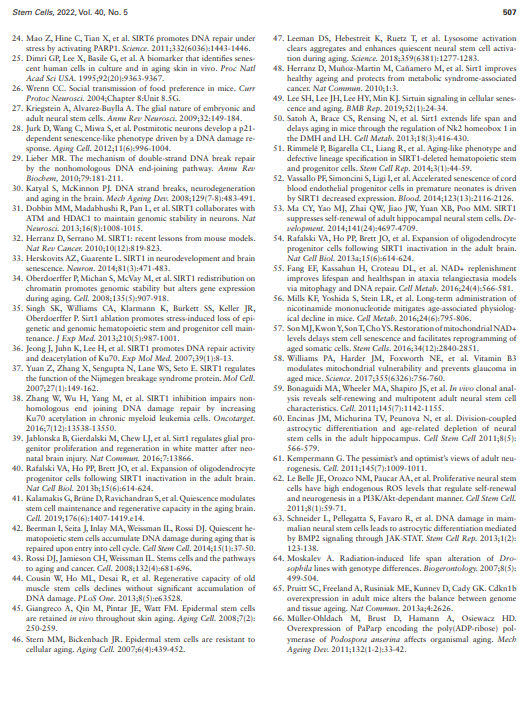 Stem Cells, 2022, Vol. 40, No. 5
507
24. Mao Z, Hine C, Tian X, et al. SIRT6 promotes DNA repair under
stress by activating PARP1. Science. 2011;332(6036):1443-1446.
25. Dimri GP, Lee X, Basile G, et al. A biomarker that identifies senes-
cent human cells in culture and in aging skin in vivo. Proc Natl
Acad Sci USA. 1995;92(20):9363-9367.
26. Wrenn CC. Social transmission of food preference in mice. Curr
Protoc Neurosci. 2004;Chapter 8:Unit 8.5G.
27. Kriegstein A, Alvarez-Buylla A. The glial nature of embryonic and
adult neural stem cells. Annu Rev Neurosci. 2009;32:149-184.
28. Jurk D, Wang C, Miwa S, et al. Postmitotic neurons develop a p21-
dependent senescence-like phenotype driven by a DNA damage re-
sponse. Aging Cell. 2012;11(6):996-1004.
29. Lieber MR. The mechanism of double-strand DNA break repair
by the nonhomologous DNA end-joining pathway. Annu Rev
Biochem. 2010;79:181-211.
30. Katyal S, McKinnon PJ. DNA strand breaks, neurodegeneration
and aging in the brain. Mech Ageing Dev. 2008;129(7-8):483-491.
31. Dobbin MM, Madabhushi R, Pan L, et al. SIRT1 collaborates with
ATM and HDAC1 to maintain genomic stability in neurons. Nat
Neurosci. 2013;16(8):1008-1015.
32. Herranz D, Serrano M. SIRT1: recent lessons from mouse models.
Nat Rev Cancer. 2010;10(12):819-823.
33. Herskovits AZ, Guarente L. SIRT1 in neurodevelopment and brain
senescence. Neuron. 2014;81(3):471-483.
34. Oberdoerffer P, Michan S, McVay M, et al. SIRT1 redistribution on
chromatin promotes genomic stability but alters gene expression
during aging. Cell. 2008;135(5):907-918.
35. Singh SK, Williams CA, Klarmann K, Burkett SS, Keller JR,
Oberdoerffer P. Sirt1 ablation promotes stress-induced loss of epi-
genetic and genomic hematopoietic stem and progenitor cell main-
tenance. J Exp Med. 2013;210(5):987-1001.
36. Jeong J, Juhn K, Lee H, et al. SIRT1 promotes DNA repair activity
and deacetylation of Ku70. Exp Mol Med. 2007;39(1):8-13.
37. Yuan Z, Zhang X, Sengupta N, Lane WS, Seto E. SIRT1 regulates
the function of the Nijmegen breakage syndrome protein. Mol Cell.
2007;27(1):149-162.
38. Zhang W, Wu H, Yang M, et al. SIRT1 inhibition impairs non-
homologous end joining DNA damage repair by increasing
Ku70 acetylation in chronic myeloid leukemia cells. Oncotarget.
2016;7(12):13538-13550.
39. Jablonska B, Gierdalski M, Chew LJ, et al. Sirt1 regulates glial pro-
genitor proliferation and regeneration in white matter after neo-
natal brain injury. Nat Commun. 2016;7:13866.
40. Rafalski VA, Ho PP, Brett JO, et al. Expansion of oligodendrocyte
progenitor cells following SIRT1 inactivation in the adult brain.
Nat Cell Biol. 2013b;15(6):614-624.
41. Kalamakis G, Brüne D, Ravichandran S, et al. Quiescence modulates
stem cell maintenance and regenerative capacity in the aging brain.
Cell. 2019;176(6):1407-1419.e14.
42. Beerman I, Seita J, Inlay MA, Weissman IL, Rossi DJ. Quiescent he-
matopoietic stem cells accumulate DNA damage during aging that is
repaired upon entry into cell cycle. Cell Stem Cell. 2014;15(1):37-50.
43. Rossi DJ, Jamieson CH, Weissman IL. Stems cells and the pathways
to aging and cancer. Cell. 2008;132(4):681-696.
44. Cousin W, Ho ML, Desai R, et al. Regenerative capacity of old
muscle stem cells declines without significant accumulation of
DNA damage. PLoS One. 2013;8(5):e63528.
45. Giangreco A, Qin M, Pintar JE, Watt FM. Epidermal stem cells
are retained in vivo throughout skin aging. Aging Cell. 2008;7(2):
250-259.
46. Stern MM, Bickenbach JR. Epidermal stem cells are resistant to
cellular aging. Aging Cell. 2007;6(4):439-452.
47. Leeman DS, Hebestreit K, Ruetz T, et al. Lysosome activation
clears aggregates and enhances quiescent neural stem cell activa-
tion during aging. Science. 2018;359(6381):1277-1283.
48. Herranz D, Muñoz-Martin M, Cañamero M, et al. Sirt1 improves
healthy ageing and protects from metabolic syndrome-associated
cancer. Nat Commun. 2010;1:3.
49. Lee SH, Lee JH, Lee HY, Min KJ. Sirtuin signaling in cellular senes-
cence and aging. BMB Rep. 2019;52(1):24-34.
50. Satoh A, Brace CS, Rensing N, et al. Sirt1 extends life span and
delays aging in mice through the regulation of Nk2 homeobox 1 in
the DMH and LH. Cell Metab. 2013;18(3):416-430.
51. Rimmelé P, Bigarella CL, Liang R, et al. Aging-like phenotype and
defective lineage specification in SIRT1-deleted hematopoietic stem
and progenitor cells. Stem Cell Rep. 2014;3(1):44-59.
52. Vassallo PF, Simoncini S, Ligi I, et al. Accelerated senescence of cord
blood endothelial progenitor cells in premature neonates is driven
by SIRT1 decreased expression. Blood. 2014;123(13):2116-2126.
53. Ma CY, Yao MJ, Zhai QW, Jiao JW, Yuan XB, Poo MM. SIRT1
suppresses self-renewal of adult hippocampal neural stem cells. De-
velopment. 2014;141(24):4697-4709.
54. Rafalski VA, Ho PP, Brett JO, et al. Expansion of oligodendrocyte
progenitor cells following SIRT1 inactivation in the adult brain.
Nat Cell Biol. 2013a;15(6):614-624.
55. Fang EF, Kassahun H, Croteau DL, et al. NAD+ replenishment
improves lifespan and healthspan in ataxia telangiectasia models
via mitophagy and DNA repair. Cell Metab. 2016;24(4):566-581.
56. Mills KF, Yoshida S, Stein LR, et al. Long-term administration of
nicotinamide mononucleotide mitigates age-associated physiolog-
ical decline in mice. Cell Metab. 2016;24(6):795-806.
57. Son MJ, Kwon Y, Son T, Cho YS. Restoration of mitochondrial NAD+
levels delays stem cell senescence and facilitates reprogramming of
aged somatic cells. Stem Cells. 2016;34(12):2840-2851.
58. Williams PA, Harder JM, Foxworth NE, et al. Vitamin B3
modulates mitochondrial vulnerability and prevents glaucoma in
aged mice. Science. 2017;355(6326):756-760.
59. Bonaguidi MA, Wheeler MA, Shapiro JS, et al. In vivo clonal anal-
ysis reveals self-renewing and multipotent adult neural stem cell
characteristics. Cell. 2011;145(7):1142-1155.
60. Encinas JM, Michurina TV, Peunova N, et al. Division-coupled
astrocytic differentiation and age-related depletion of neural
stem cells in the adult hippocampus. Cell Stem Cell 2011;8(5):
566-579.
61. Kempermann G. The pessimist's and optimist's views of adult neu-
rogenesis. Cell. 2011;145(7):1009-1011.
62. Le Belle JE, Orozco NM, Paucar AA, et al. Proliferative neural stem
cells have high endogenous ROS levels that regulate self-renewal
and neurogenesis in a PI3K/Akt-dependant manner. Cell Stem Cell.
2011;8(1):59-71.
63. Schneider L, Pellegatta S, Favaro R, et al. DNA damage in mam-
malian neural stem cells leads to astrocytic differentiation mediated
by BMP2 signaling through JAK-STAT. Stem Cell Rep. 2013;1(2):
123-138.
64. Moskalev A. Radiation-induced life span alteration of Dro-
sophila lines with genotype differences. Biogerontology. 2007;8(5):
499-504.
65. Pruitt SC, Freeland A, Rusiniak ME, Kunnev D, Cady GK. Cdkn1b
overexpression in adult mice alters the balance between genome
and tissue ageing. Nat Commun. 2013a;4:2626.
66. Müller-Ohldach M, Brust D, Hamann A, Osiewacz HD.
Overexpression of PaParp encoding the poly(ADP-ribose) pol-
ymerase of Podospora anserina affects organismal aging. Mech
Ageing Dev. 2011;132(1-2):33-42.